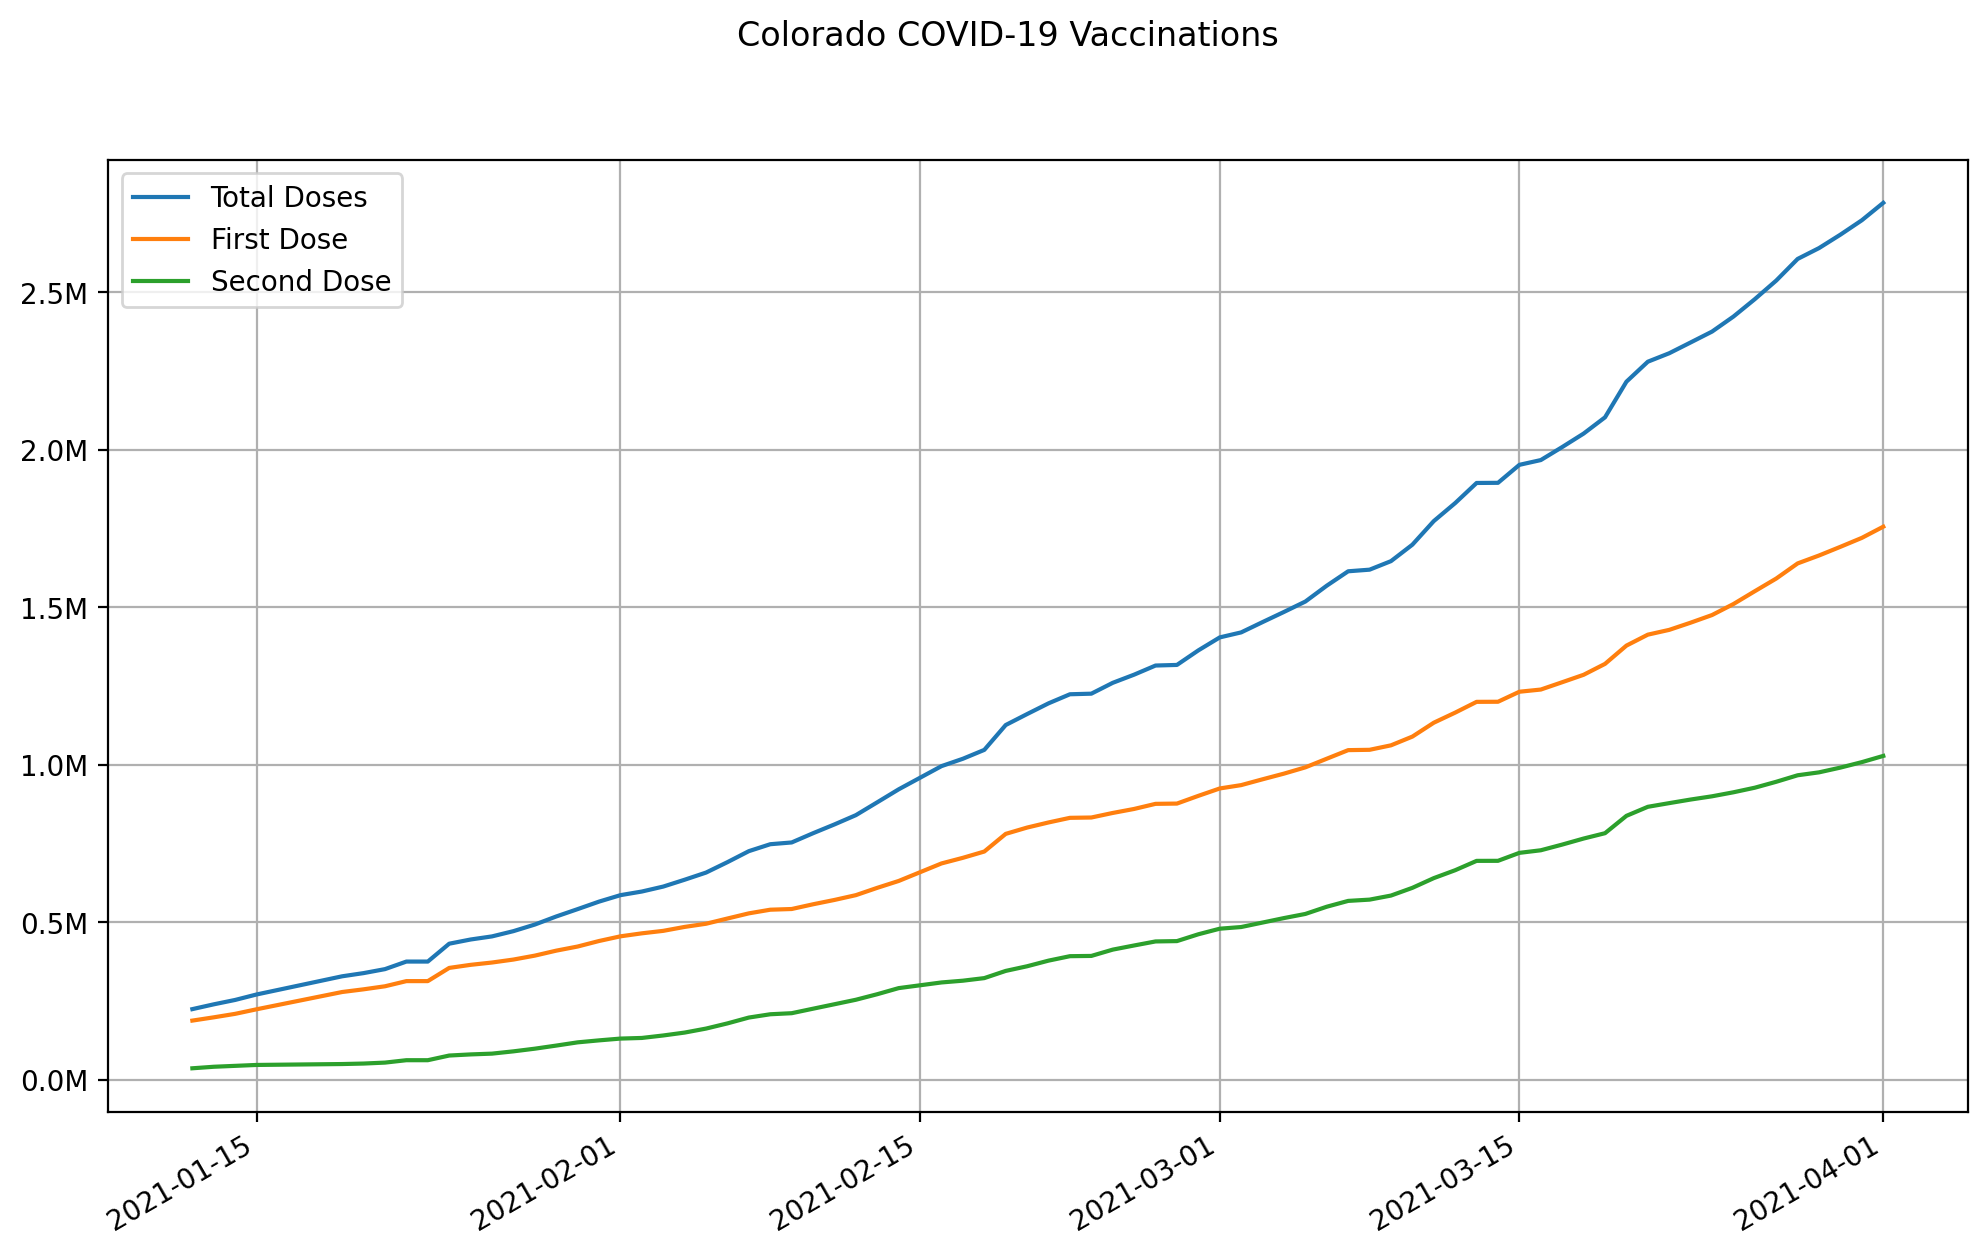 Colorado COVID-19 Vaccinations
Total Doses
First Dose
Second Dose
2.5M
2.0M
1.5M
1.0M
0.5M
0.0M
2021-01-15
2021-02-01
2021-02-15
2021-03-01
2021-03-15
2021-04-01